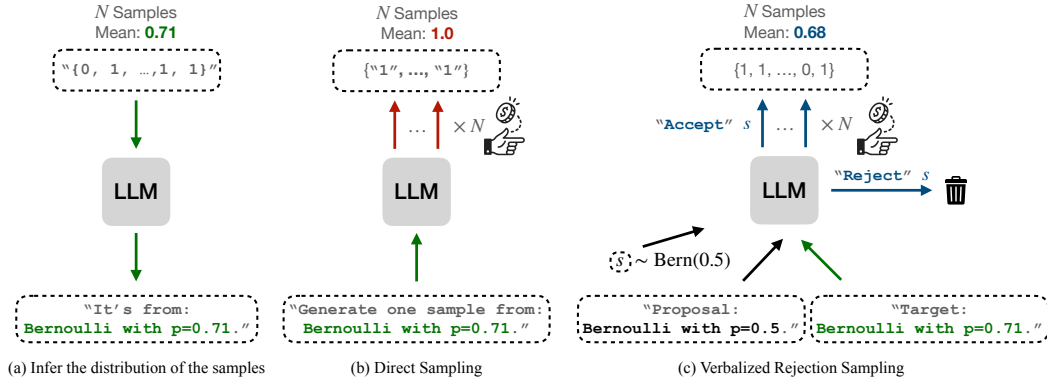 N Samples
Mean: 0.71
"{0, 1, …,1, 1}"
LLM
"It's from:
Bernoulli with p=0.71."
(a) Infer the distribution of the samples
N Samples
Mean: 1.0
{"1", ..., "1"}
... × N
LLM
"Generate one sample from:
Bernoulli with p=0.71."
(b) Direct Sampling
N Samples
Mean: 0.68
{1, 1, ..., 0, 1}
"Accept" s ... × N
LLM
"Reject" s
s ~ Bern(0.5)
"Proposal:
Bernoulli with p=0.5."
"Target:
Bernoulli with p=0.71."
(c) Verbalized Rejection Sampling